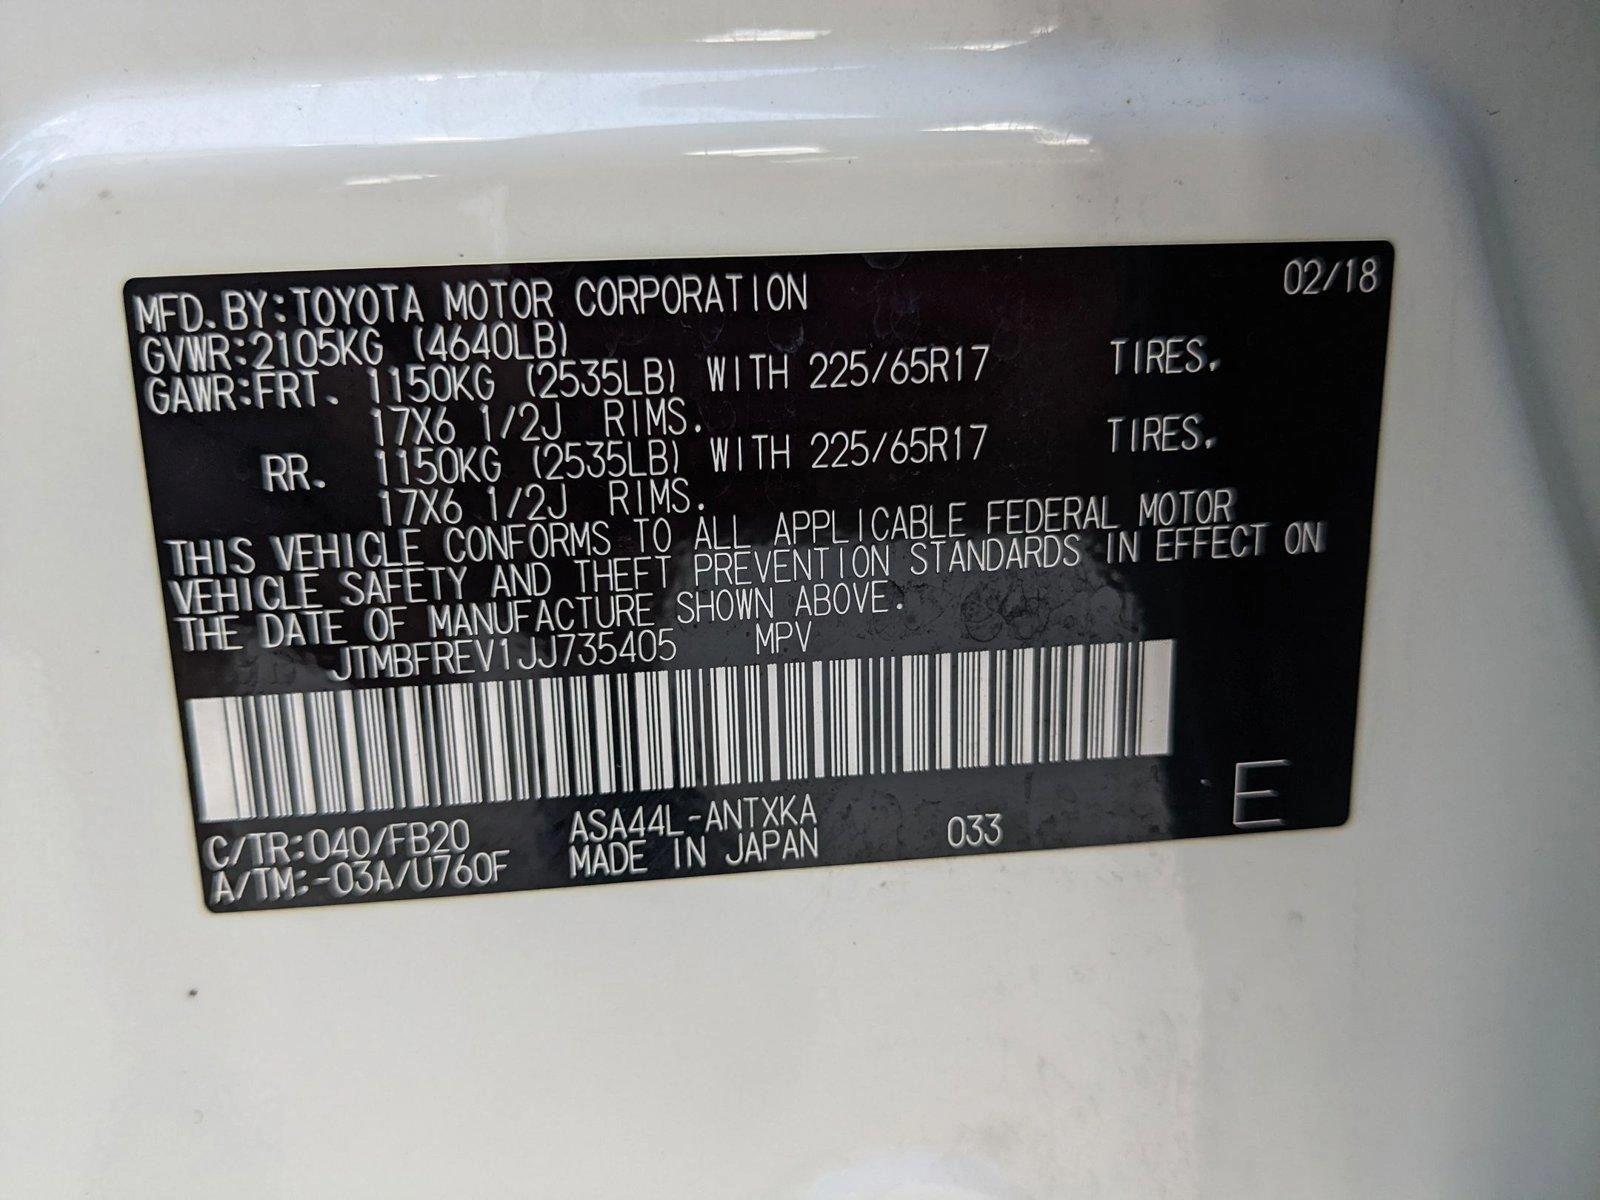 02/18
MFD. BY:TOYOTA MOTOR CORPORATION
GVWR:2105KG (4640LB)
GAWR:FRT. 1150KG (2535LB) WITH 225/65R17 TIRES,
17X6 1/2J RIMS.
RR. 1150KG (2535LB) WITH 225/65R17 TIRES,
17X6 1/2J RIMS.
THIS VEHICLE CONFORMS TO ALL APPLICABLE FEDERAL MOTOR
VEHICLE SAFETY AND THEFT PREVENTION STANDARDS IN EFFECT ON
THE DATE OF MANUFACTURE SHOWN ABOVE.
JTMBFREV1JJ735405 MPV
E
C/TR:040/FB20 ASA44L-ANTXKA 033
A/TM:-03A/U760F MADE IN JAPAN